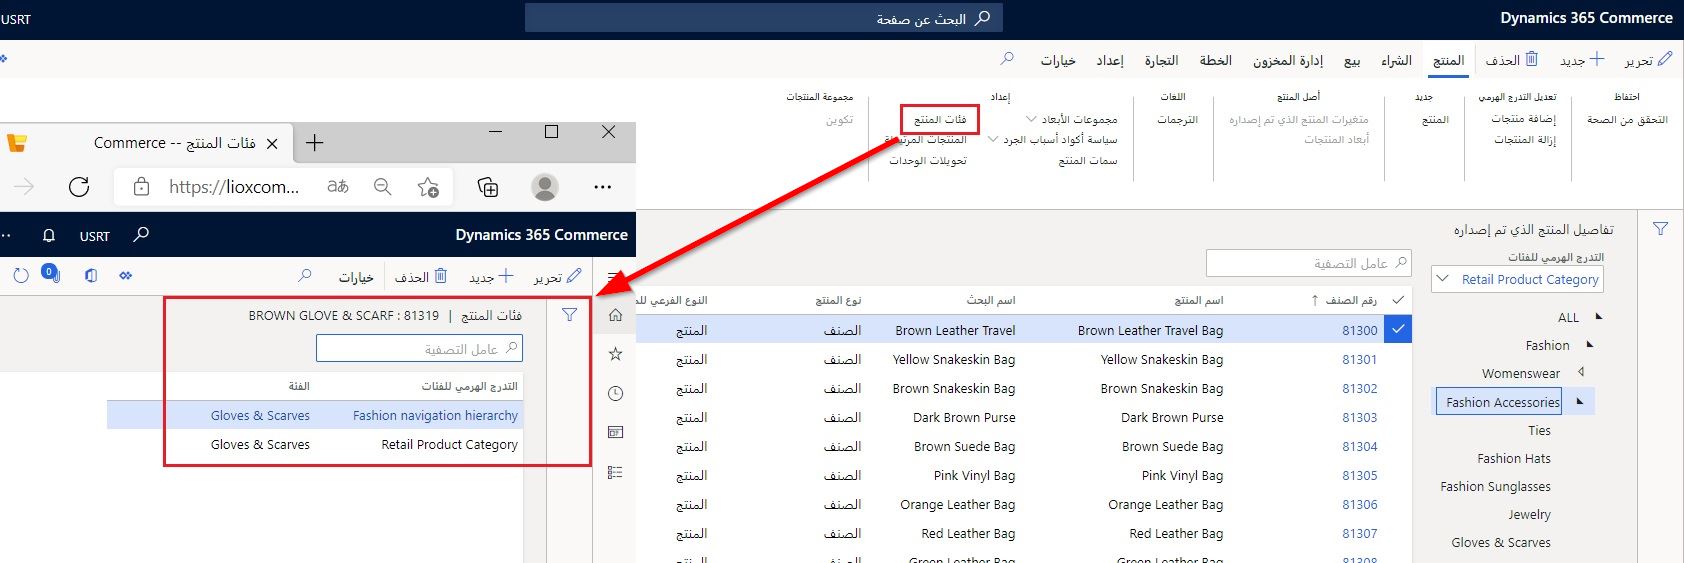 USRT
البحث عن صفحة
Dynamics 365 Commerce
تحرير
جديد
الحذف
المنتج
الشراء
بيع
إدارة المخزون
الخطة
التجارة
إعداد
خيارات
احتفاظ
التحقق من الصحة
تعديل التدرج الهرمي
إضافة منتجات
إزالة المنتجات
جديد
المنتج
أصل المنتج
متغيرات المنتج الذي تم إصداره
أبعاد المنتجات
اللغات
الترجمات
إعداد
مجموعات الأبعاد
سياسة أكواد أسباب الجرد
سمات المنتج
فئات المنتج
تحويلات الوحدات
مجموعة المنتجات
تكوين
تفاصيل المنتج الذي تم إصداره
التدرج الهرمي للفئات
Retail Product Category
ALL
Fashion
Womenswear
Fashion Accessories
Ties
Fashion Hats
Fashion Sunglasses
Jewelry
Gloves & Scarves
عامل التصفية
رقم الصنف ↑ اسم المنتج اسم البحث نوع المنتج النوع الفرعي
81300 Brown Leather Travel Bag Brown Leather Travel الصنف المنتج
81301 Yellow Snakeskin Bag Yellow Snakeskin Bag الصنف المنتج
81302 Brown Snakeskin Bag Brown Snakeskin Bag الصنف المنتج
81303 Dark Brown Purse Dark Brown Purse الصنف المنتج
81304 Brown Suede Bag Brown Suede Bag الصنف المنتج
81305 Pink Vinyl Bag Pink Vinyl Bag الصنف المنتج
81306 Orange Leather Bag Orange Leather Bag الصنف المنتج
81307 Red Leather Bag Red Leather Bag الصنف المنتج
81308 Green Leather Bag Green Leather Bag الصنف المنتج
فئات المنتج -- Commerce
https://lioxcom...
USRT
Dynamics 365 Commerce
تحرير
جديد
الحذف
خيارات
0
فئات المنتج | 81319 : BROWN GLOVE & SCARF
عامل التصفية
التدرج الهرمي للفئات الفئة
Fashion navigation hierarchy Gloves & Scarves
Retail Product Category Gloves & Scarves